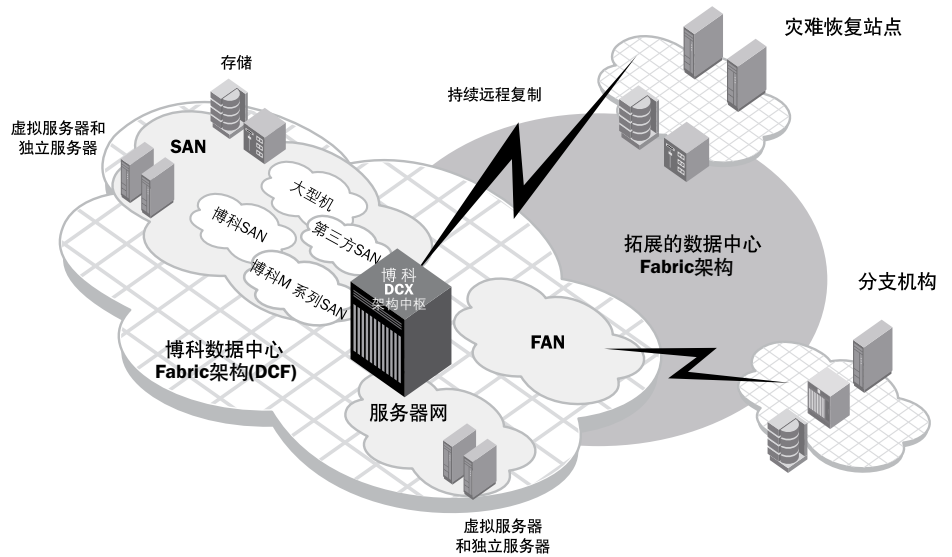 灾难恢复站点
存储
持续远程复制
虚拟服务器和
独立服务器
SAN
大型机
博科SAN
第三方SAN
博科M 系列SAN
博科
DCX
架构中枢
拓展的数据中心
Fabric架构
分支机构
FAN
博科数据中心
Fabric架构(DCF)
服务器网
虚拟服务器
和独立服务器